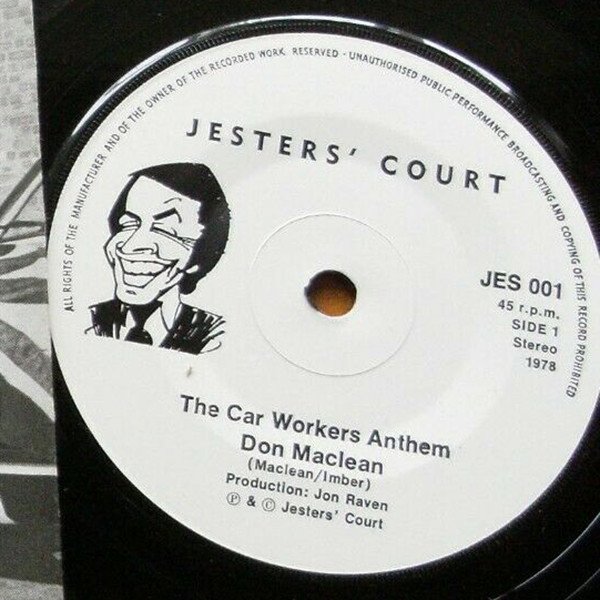 ALL RIGHTS OF THE MANUFACTURER AND OF THE OWNER OF THE RECORDED WORK RESERVED - UNAUTHORISED PUBLIC PERFORMANCE BROADCASTING AND COPYING OF THIS RECORD PROHIBITED
JESTERS' COURT
JES 001
45 r.p.m.
SIDE 1
Stereo
1978
The Car Workers Anthem
Don Maclean
(Maclean/Imber)
Production: Jon Raven
Ⓟ & © Jesters' Court